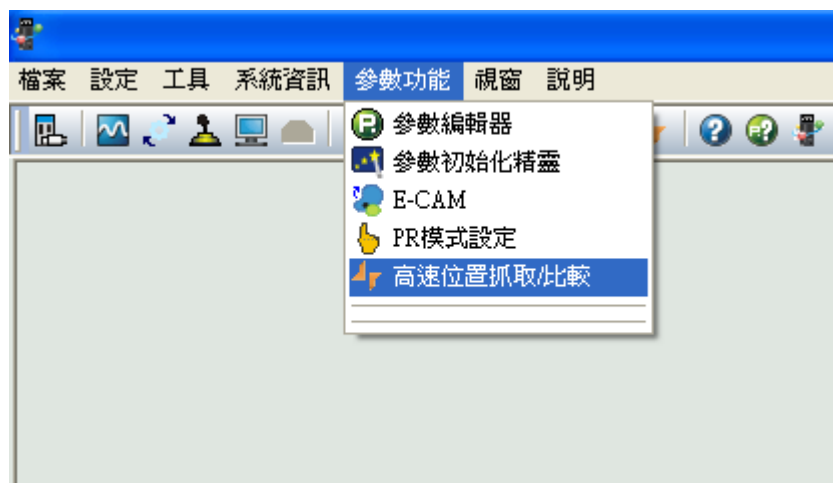 檔案 設定 工具 系統資訊 參數功能 視窗 説明
參數編輯器
參數初始化精靈
E-CAM
PR模式設定
高速位置抓取/比較